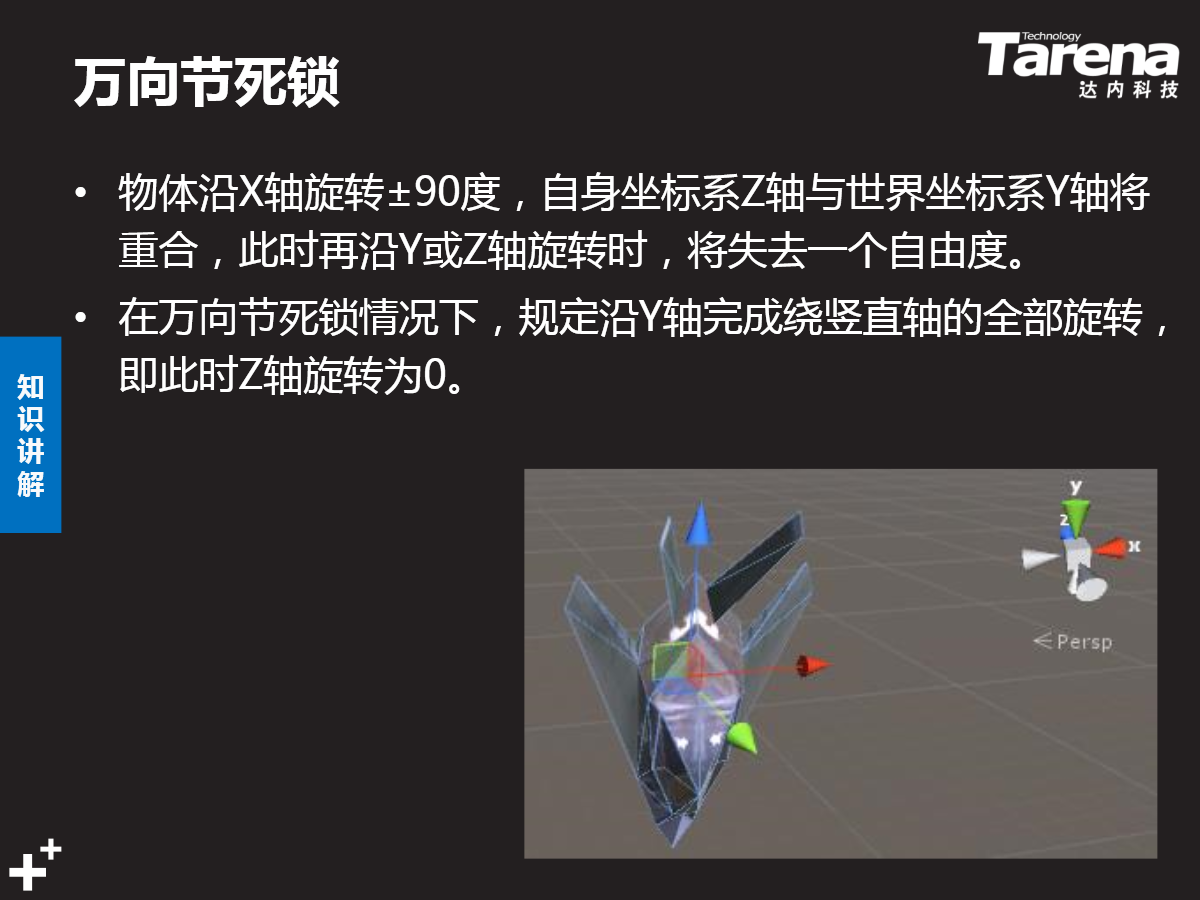 万向节死锁
Technology
Tarena
达内科技
• 物体沿X轴旋转±90度，自身坐标系Z轴与世界坐标系Y轴将
重合，此时再沿Y或Z轴旋转时，将失去一个自由度。
• 在万向节死锁情况下，规定沿Y轴完成绕竖直轴的全部旋转，
即此时Z轴旋转为0。
知识讲解
y
z
x
<Persp